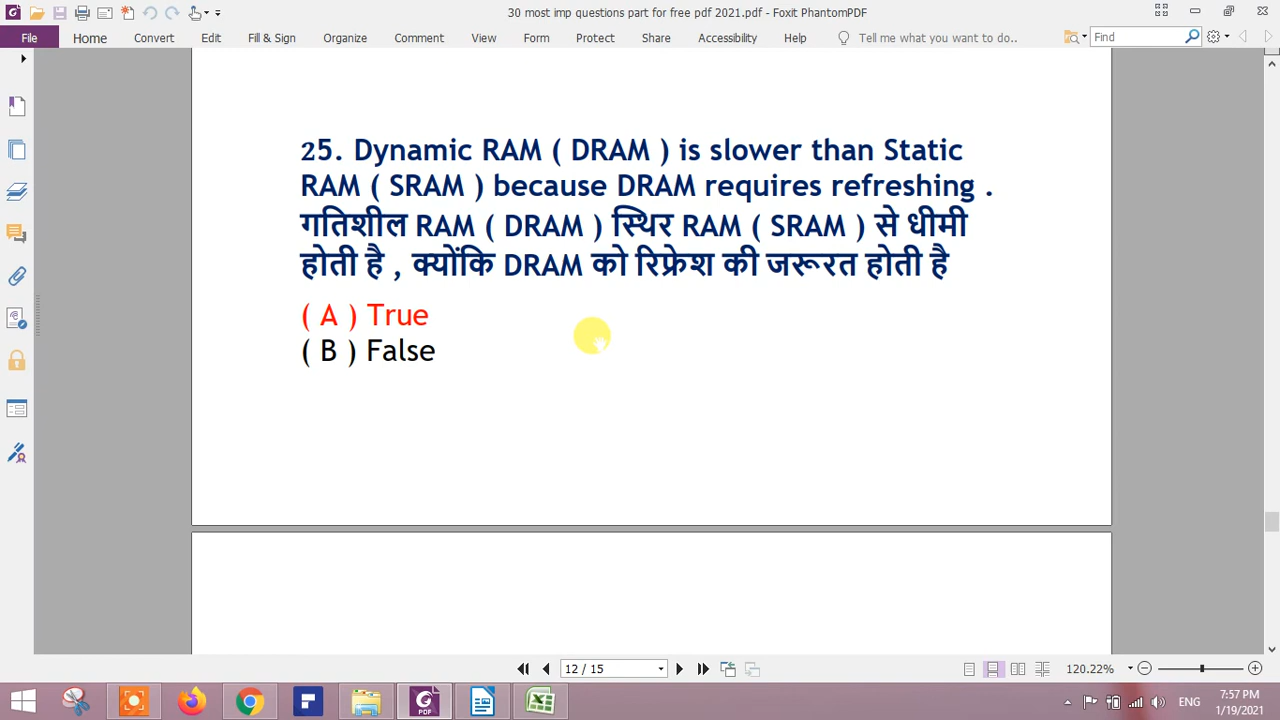 30 most imp questions part for free pdf 2021.pdf - Foxit PhantomPDF
File Home Convert Edit Fill & Sign Organize Comment View Form Protect Share Accessibility Help Tell me what you want to do.. Find
25. Dynamic RAM ( DRAM ) is slower than Static
RAM ( SRAM ) because DRAM requires refreshing .
गतिशील RAM ( DRAM ) स्थिर RAM ( SRAM ) से धीमी
होती है , क्योंकि DRAM को रिफ्रेश की जरूरत होती है
( A ) True
( B ) False
12 / 15 120.22%
PDF
ENG
7:57 PM
1/19/2021